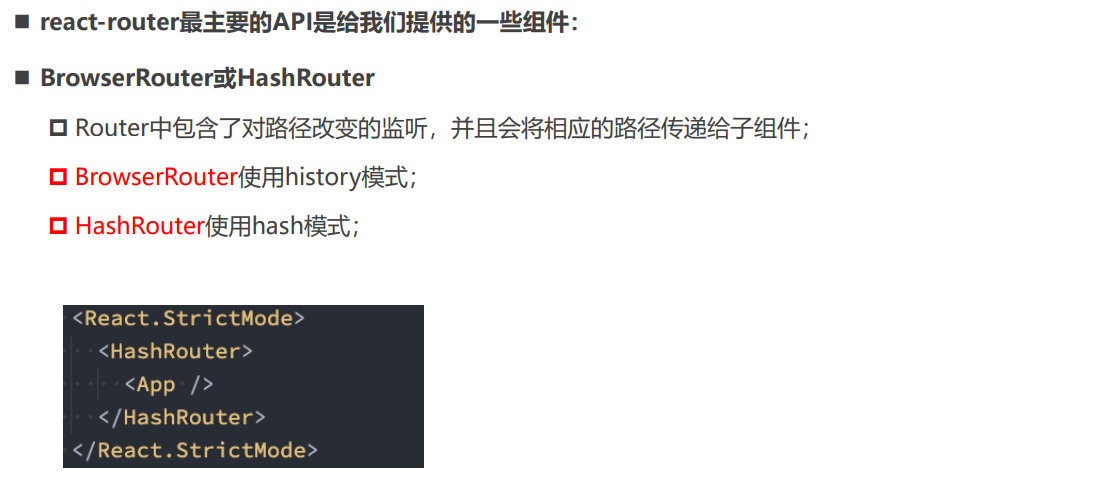 ■ react-router最主要的API是给我们提供的一些组件：
■ BrowserRouter或HashRouter
Router中包含了对路径改变的监听，并且会将相应的路径传递给子组件；
BrowserRouter使用history模式；
HashRouter使用hash模式；
<React.StrictMode>
<HashRouter>
<App />
</HashRouter>
</React.StrictMode>